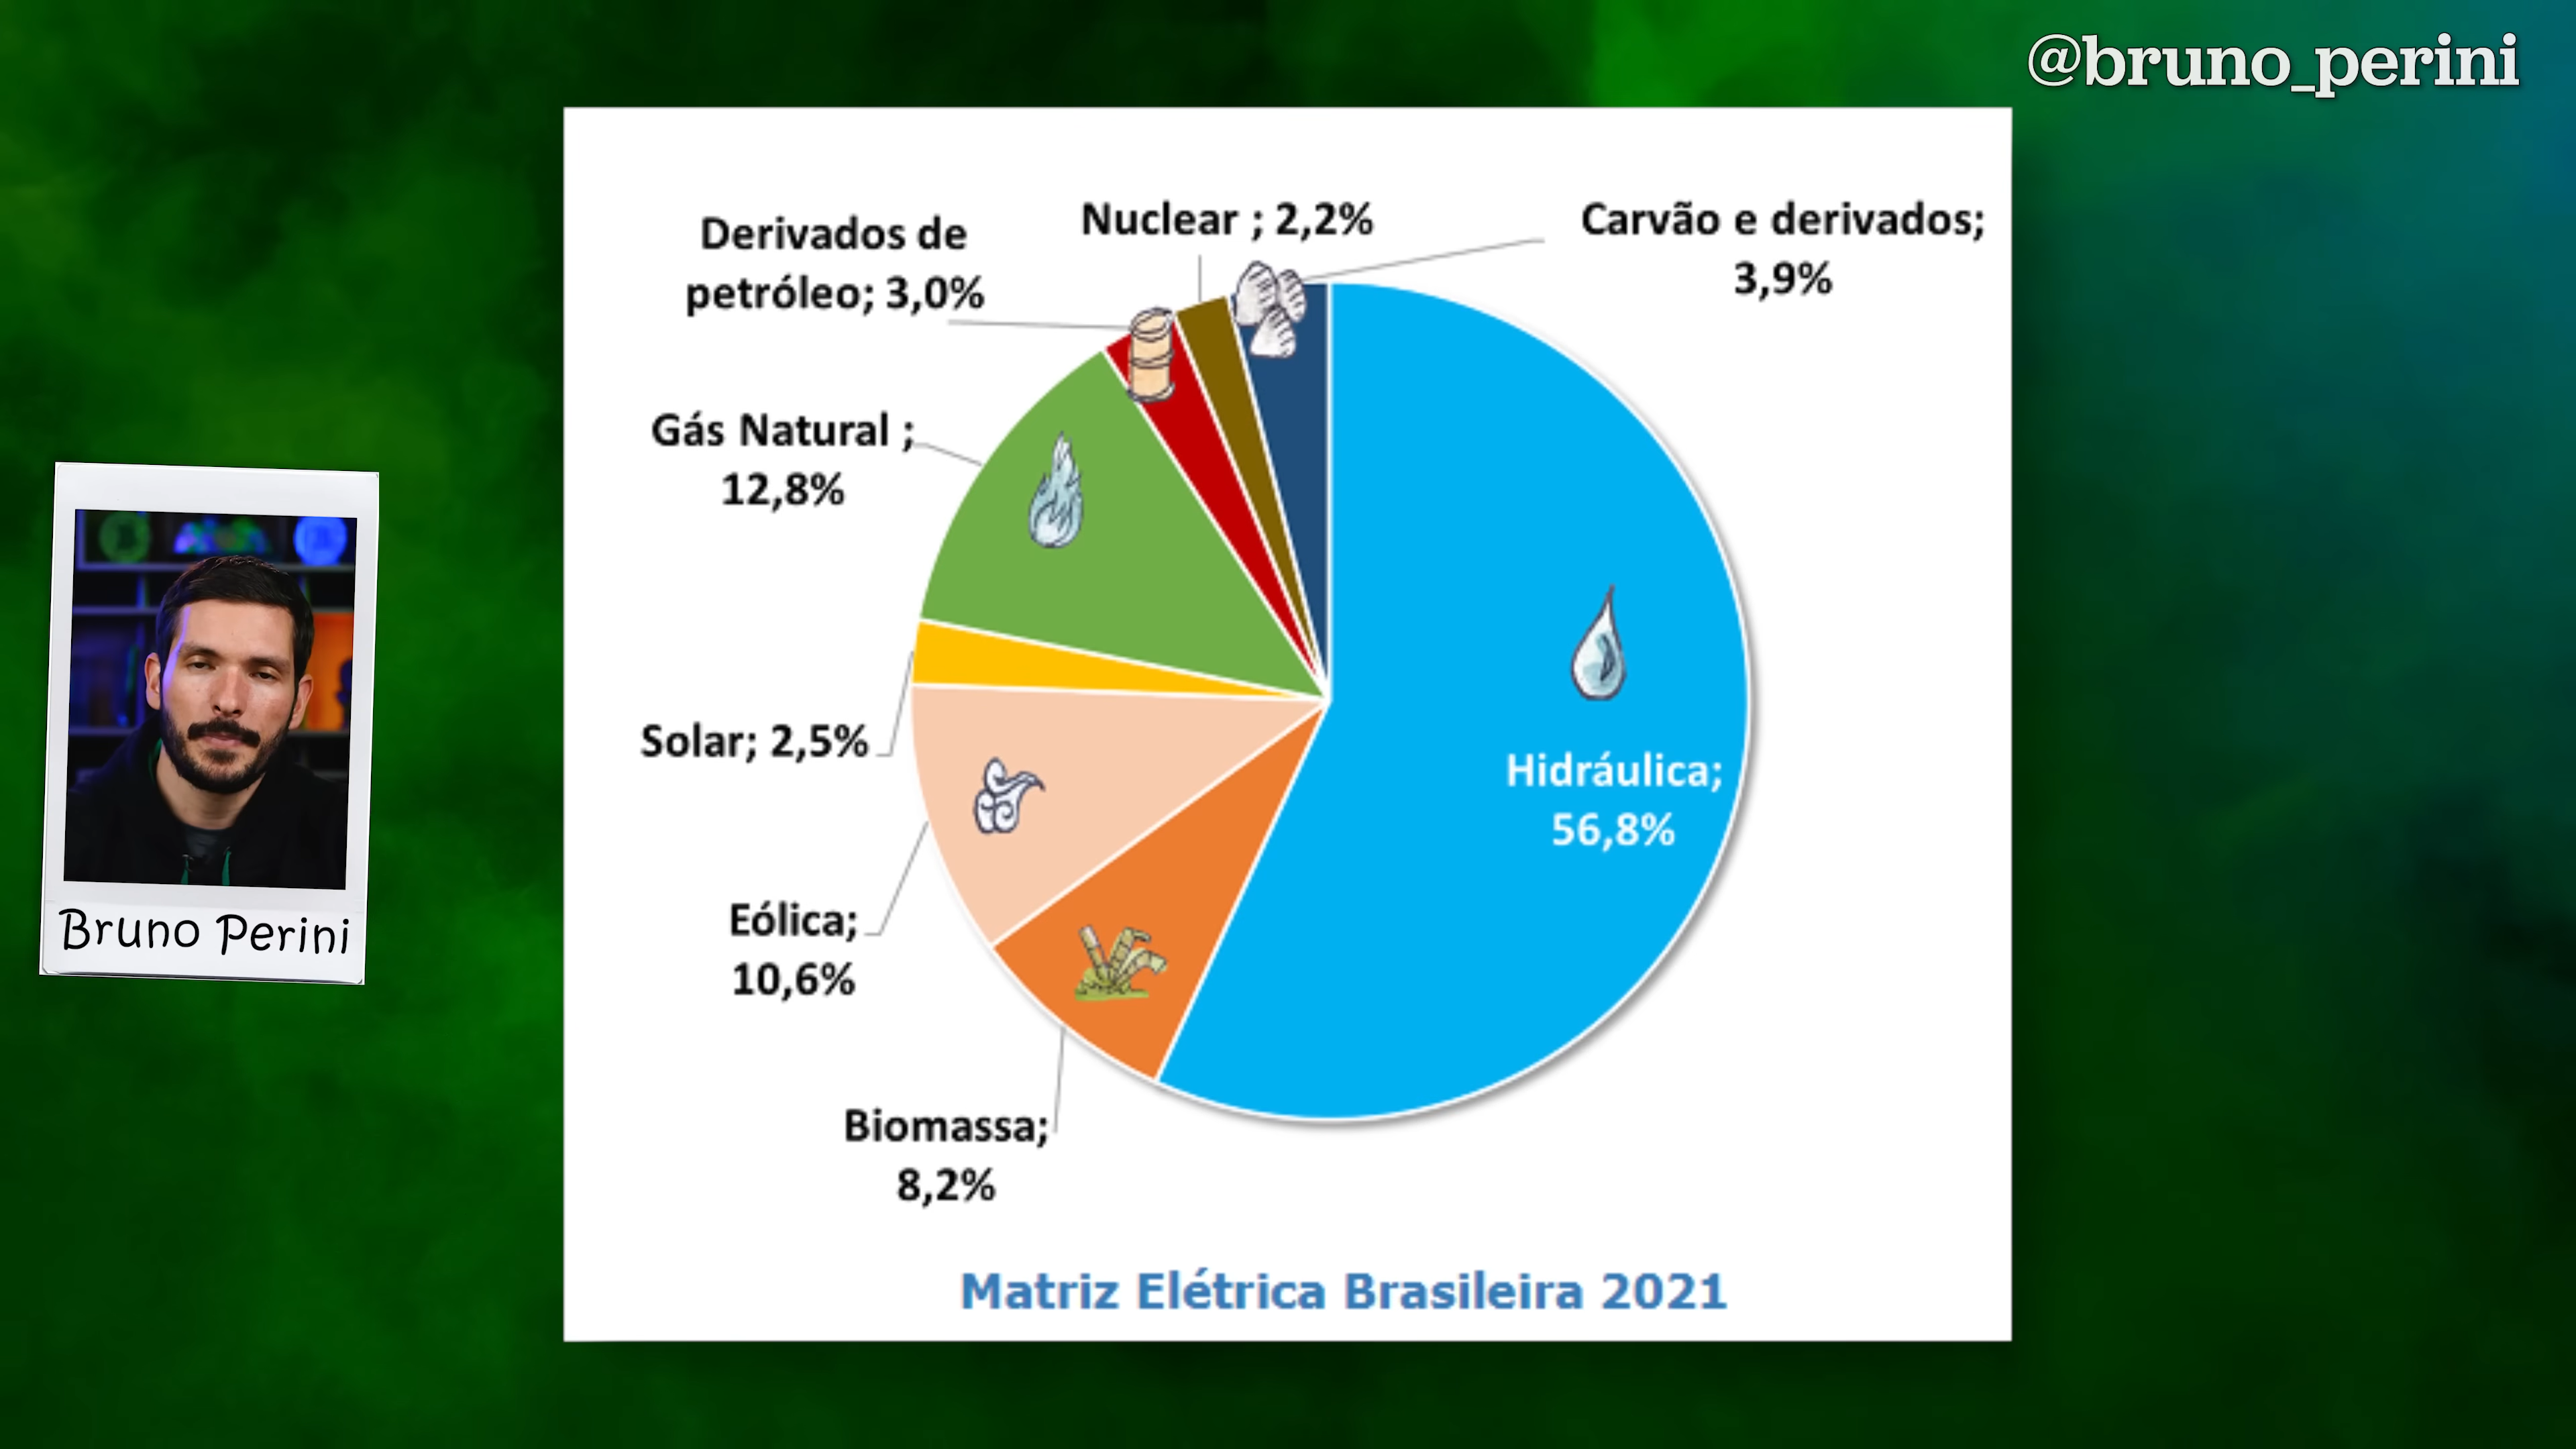 @bruno_perini
Derivados de
petróleo; 3,0%
Nuclear ; 2,2%
Carvão e derivados;
3,9%
Gás Natural ;
12,8%
Solar; 2,5%
Hidráulica;
56,8%
Eólica;
10,6%
Biomassa;
8,2%
Matriz Elétrica Brasileira 2021
Bruno Perini